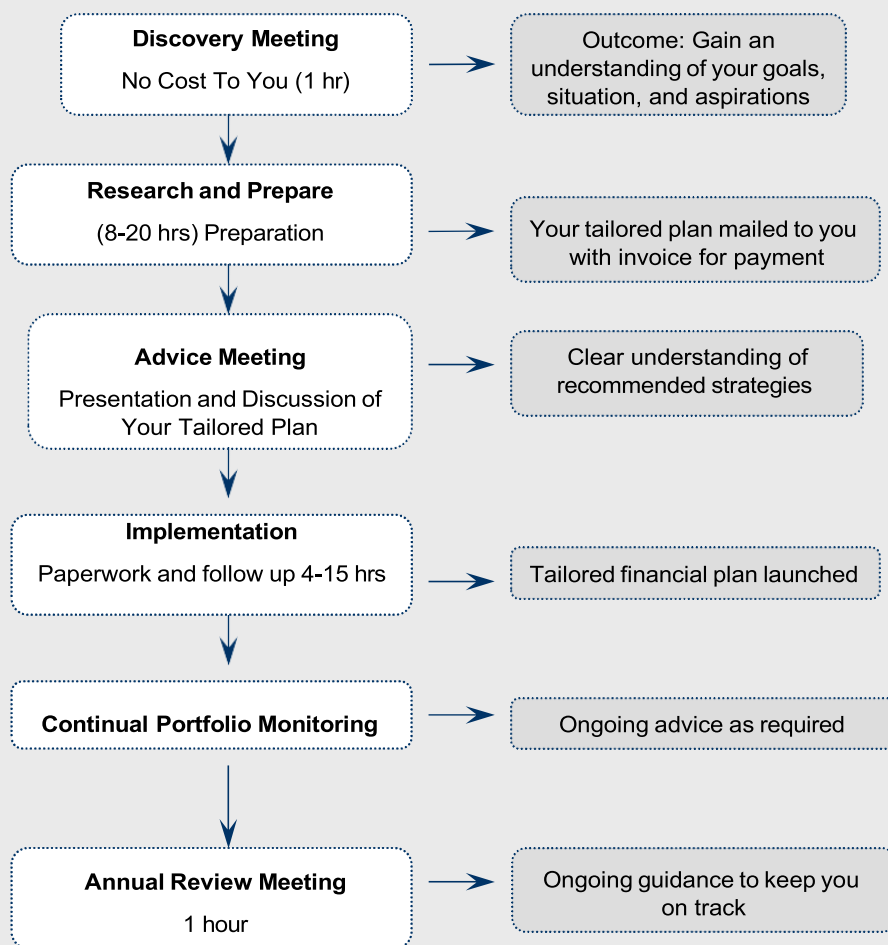 Discovery Meeting
No Cost To You (1 hr)
Outcome: Gain an
understanding of your goals,
situation, and aspirations
Research and Prepare
(8-20 hrs) Preparation
Your tailored plan mailed to you
with invoice for payment
Advice Meeting
Presentation and Discussion of
Your Tailored Plan
Clear understanding of
recommended strategies
Implementation
Paperwork and follow up 4-15 hrs
Tailored financial plan launched
Continual Portfolio Monitoring
Ongoing advice as required
Annual Review Meeting
1 hour
Ongoing guidance to keep you
on track